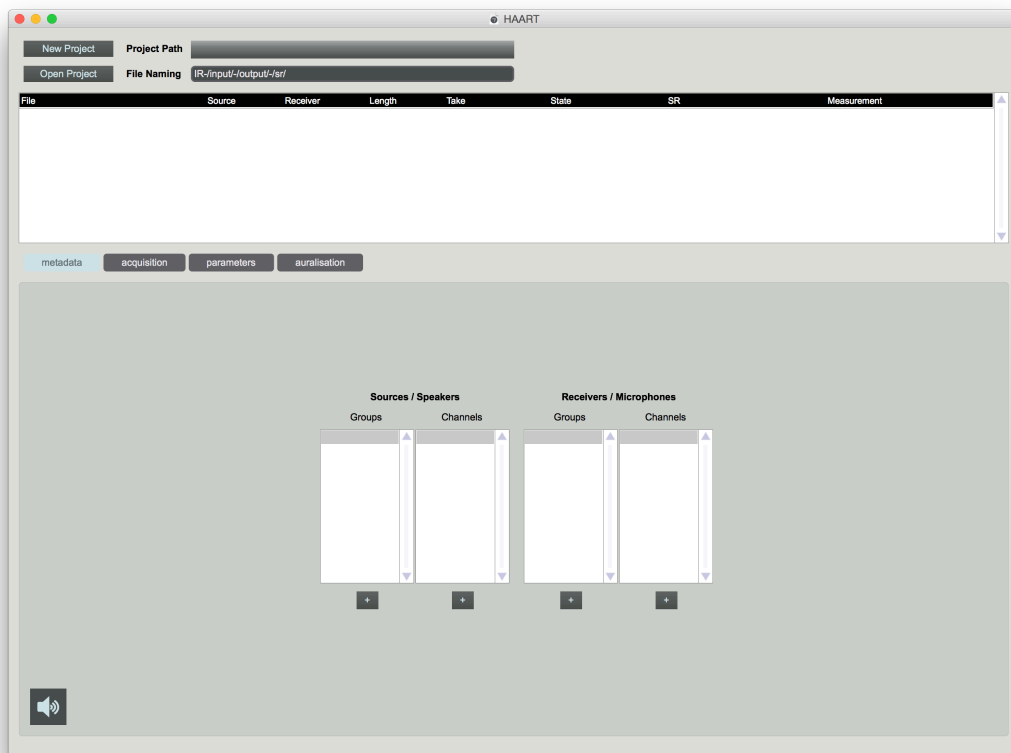 HAART
New Project Project Path
Open Project File Naming IR-/input/-/output/-/sr/
File Source Receiver Length Take State SR Measurement
metadata acquisition parameters auralisation
Sources / Speakers Receivers / Microphones
Groups Channels Groups Channels
+ + + +